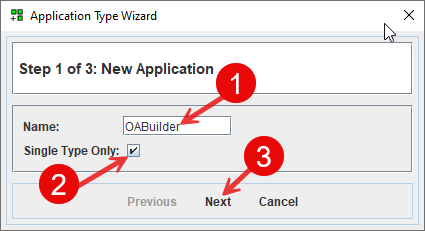 Application Type Wizard
Step 1 of 3: New Application
1
Name: OABuilder
Single Type Only:
2
3
Previous Next Cancel